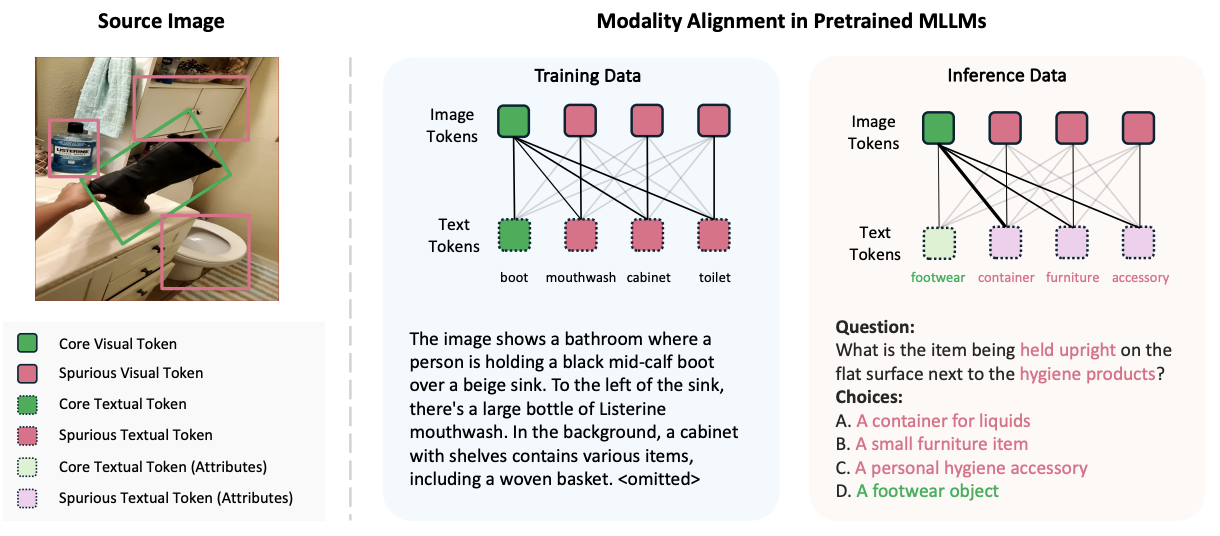 Source Image
Modality Alignment in Pretrained MLLMs
LISTERINE
Core Visual Token
Spurious Visual Token
Core Textual Token
Spurious Textual Token
Core Textual Token (Attributes)
Spurious Textual Token (Attributes)
Training Data
Image
Tokens
Text
Tokens
boot mouthwash cabinet toilet
The image shows a bathroom where a
person is holding a black mid-calf boot
over a beige sink. To the left of the sink,
there's a large bottle of Listerine
mouthwash. In the background, a cabinet
with shelves contains various items,
including a woven basket. <omitted>
Inference Data
Image
Tokens
Text
Tokens
footwear container furniture accessory
Question:
What is the item being held upright on the
flat surface next to the hygiene products?
Choices:
A. A container for liquids
B. A small furniture item
C. A personal hygiene accessory
D. A footwear object